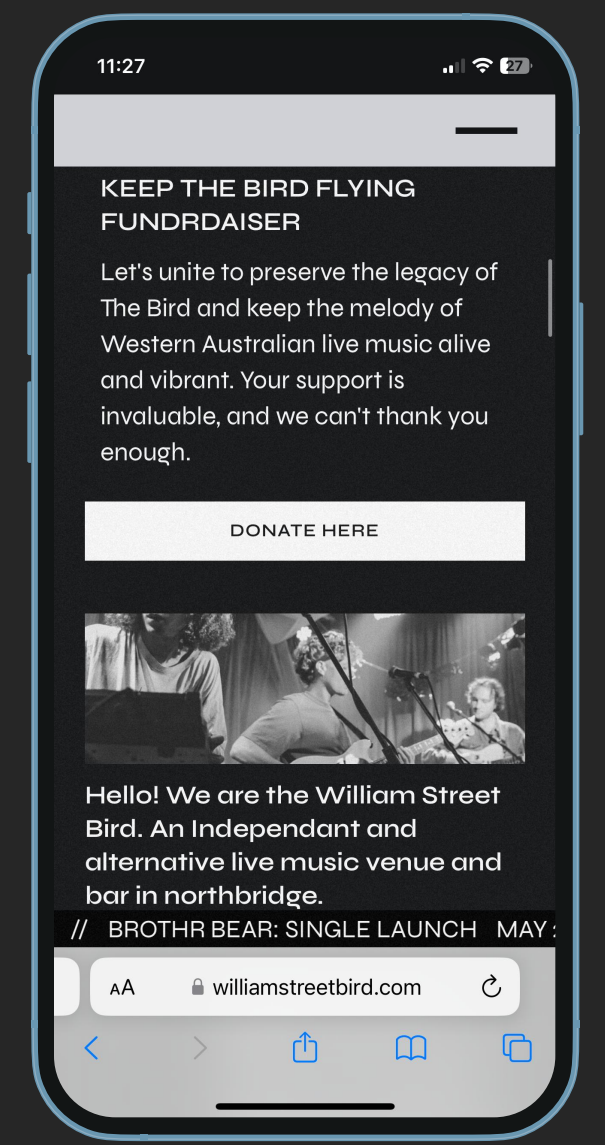 11:27
27
KEEP THE BIRD FLYING
FUNDRDAISER
Let's unite to preserve the legacy of
The Bird and keep the melody of
Western Australian live music alive
and vibrant. Your support is
invaluable, and we can't thank you
enough.
DONATE HERE
Hello! We are the William Street
Bird. An Independant and
alternative live music venue and
bar in northbridge.
// BROTHR BEAR: SINGLE LAUNCH MAY
AA williamstreetbird.com